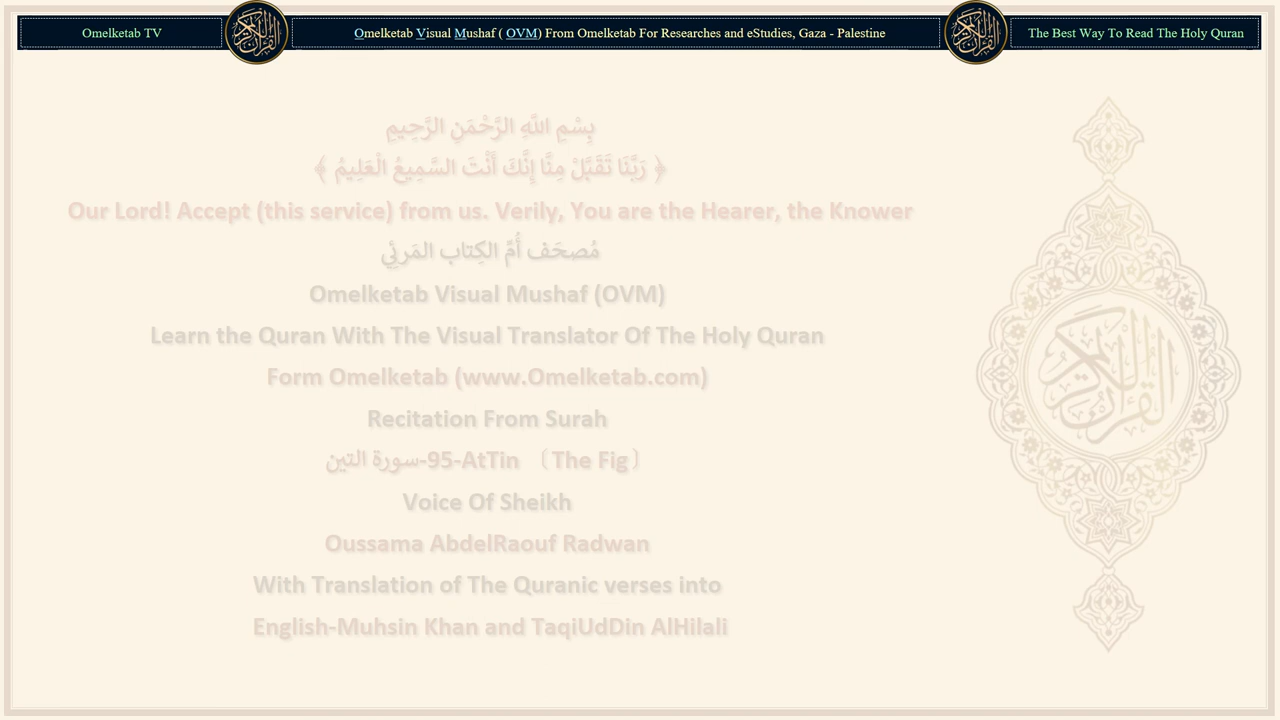 Omelketab TV
Omelketab Visual Mushaf ( OVM) From Omelketab For Researches and eStudies, Gaza - Palestine
The Best Way To Read The Holy Quran
بِسْمِ اللَّهِ الرَّحْمَنِ الرَّحِيمِ
﴿ رَبَّنَا تَقَبَّلْ مِنَّا إِنَّكَ أَنْتَ السَّمِيعُ الْعَلِيمُ ﴾
Our Lord! Accept (this service) from us. Verily, You are the Hearer, the Knower
مُصحَف أُمِّ الكِتابِ المَرئِي
Omelketab Visual Mushaf (OVM)
Learn the Quran With The Visual Translator Of The Holy Quran
Form Omelketab (www.Omelketab.com)
Recitation From Surah
سورة التين-95-AtTin 〔The Fig〕
Voice Of Sheikh
Oussama AbdelRaouf Radwan
With Translation of The Quranic verses into
English-Muhsin Khan and TaqiUdDin AlHilali
القرآن الكريم